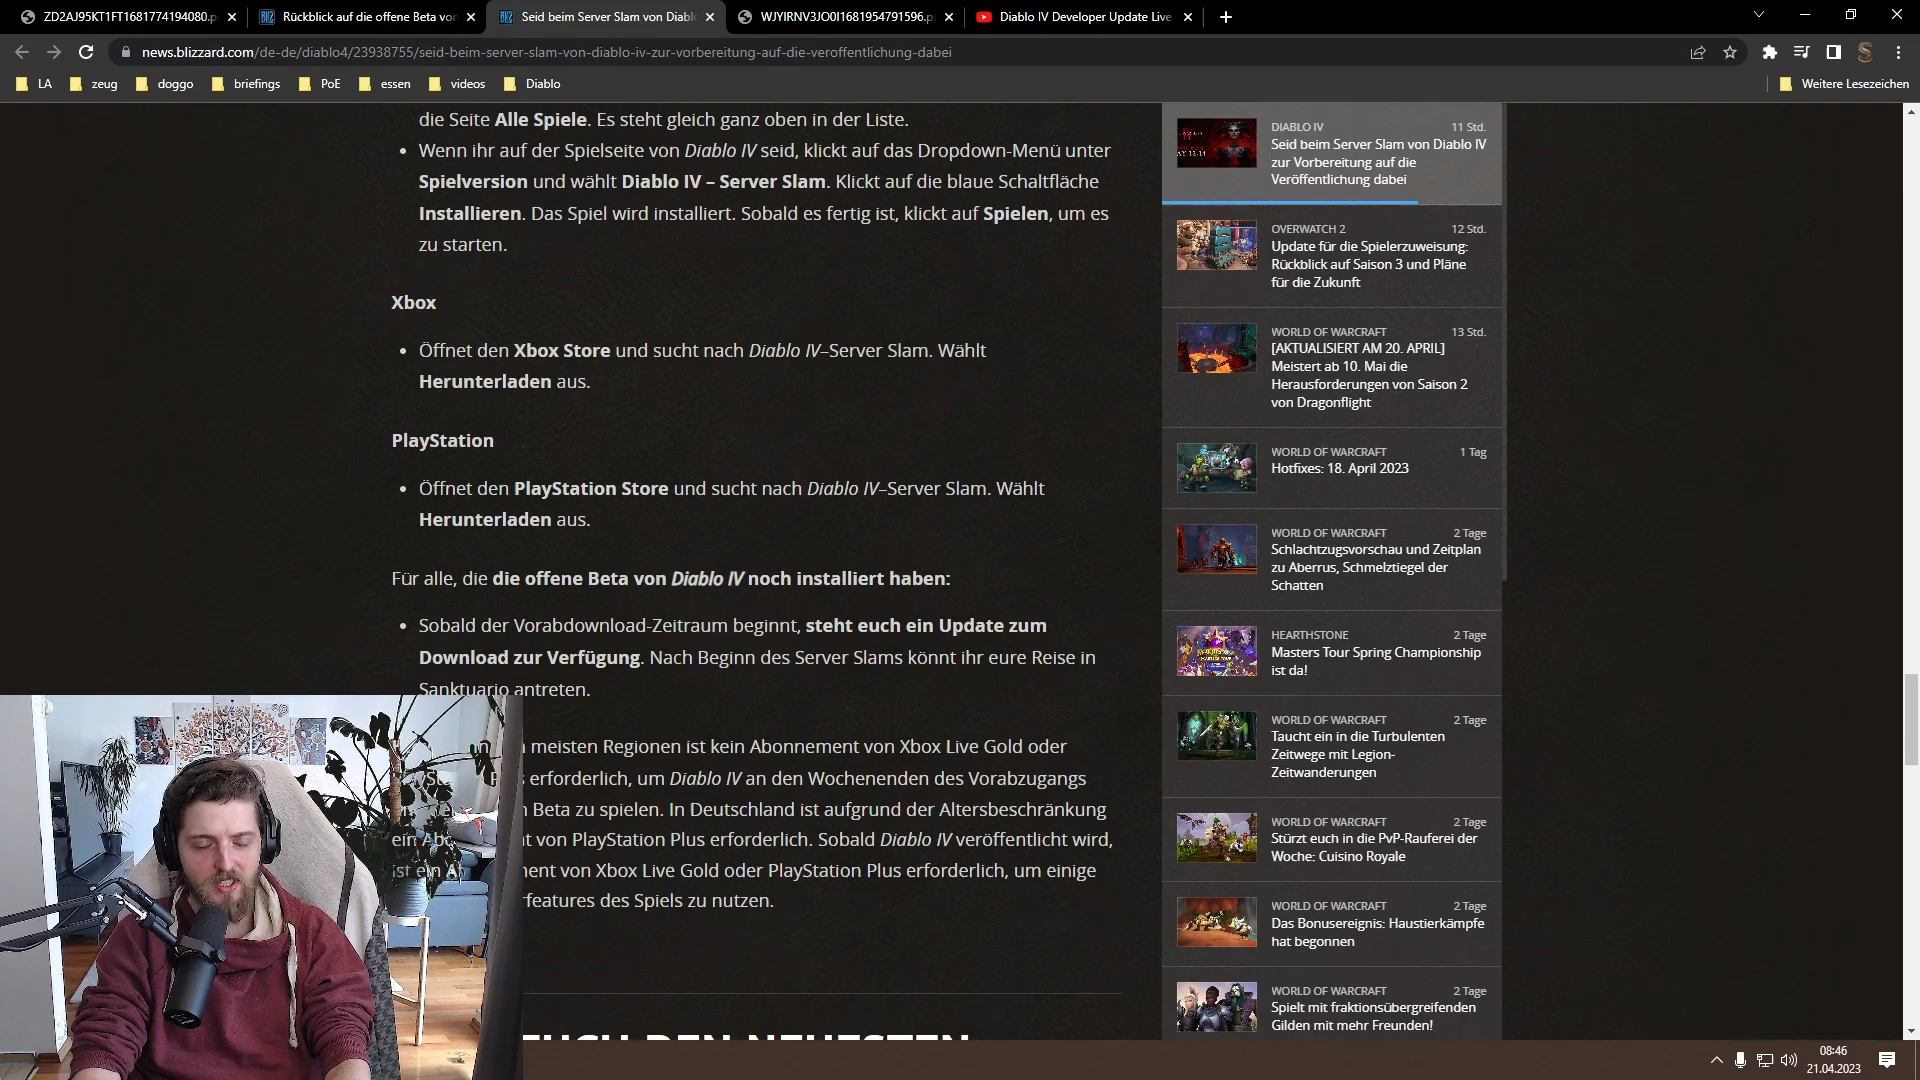 ZD2AJ95KT1FT1681774194080.p
Rückblick auf die offene Beta von
Seid beim Server Slam von Diablo
WJYIRNV3JO0I1681954791596.p
Diablo IV Developer Update Live
news.blizzard.com/de-de/diablo4/23938755/seid-beim-server-slam-von-diablo-iv-zur-vorbereitung-auf-die-veroffentlichung-dabei
LA
zeug
doggo
briefings
PoE
essen
videos
Diablo
Weitere Lesezeichen
die Seite Alle Spiele. Es steht gleich ganz oben in der Liste.
• Wenn ihr auf der Spielseite von Diablo IV seid, klickt auf das Dropdown-Menü unter
Spielversion und wählt Diablo IV – Server Slam. Klickt auf die blaue Schaltfläche
Installieren. Das Spiel wird installiert. Sobald es fertig ist, klickt auf Spielen, um es
zu starten.
Xbox
• Öffnet den Xbox Store und sucht nach Diablo IV–Server Slam. Wählt
Herunterladen aus.
PlayStation
• Öffnet den PlayStation Store und sucht nach Diablo IV–Server Slam. Wählt
Herunterladen aus.
Für alle, die die offene Beta von Diablo IV noch installiert haben:
• Sobald der Vorabdownload-Zeitraum beginnt, steht euch ein Update zum
Download zur Verfügung. Nach Beginn des Server Slams könnt ihr eure Reise in
Sanktuario antreten.
meisten Regionen ist kein Abonnement von Xbox Live Gold oder
erforderlich, um Diablo IV an den Wochenenden des Vorabzugangs
Beta zu spielen. In Deutschland ist aufgrund der Altersbeschränkung
ein von PlayStation Plus erforderlich. Sobald Diablo IV veröffentlicht wird,
ist ein von Xbox Live Gold oder PlayStation Plus erforderlich, um einige
des Spiels zu nutzen.
DIABLO IV 11 Std.
Seid beim Server Slam von Diablo IV
zur Vorbereitung auf die
Veröffentlichung dabei
OVERWATCH 2 12 Std.
Update für die Spielerzuweisung:
Rückblick auf Saison 3 und Pläne
für die Zukunft
WORLD OF WARCRAFT 13 Std.
[AKTUALISIERT AM 20. APRIL]
Meistert ab 10. Mai die
Herausforderungen von Saison 2
von Dragonflight
WORLD OF WARCRAFT 1 Tag
Hotfixes: 18. April 2023
WORLD OF WARCRAFT 2 Tage
Schlachtzugsvorschau und Zeitplan
zu Aberrus, Schmelztiegel der
Schatten
HEARTHSTONE 2 Tage
Masters Tour Spring Championship
ist da!
WORLD OF WARCRAFT 2 Tage
Taucht ein in die Turbulenten
Zeitwege mit Legion-
Zeitwanderungen
WORLD OF WARCRAFT 2 Tage
Stürzt euch in die PvP-Rauferei der
Woche: Cuisino Royale
WORLD OF WARCRAFT 2 Tage
Das Bonusereignis: Haustierkämpfe
hat begonnen
WORLD OF WARCRAFT 2 Tage
Spielt mit fraktionsübergreifenden
Gilden mit mehr Freunden!
08:46
21.04.2023